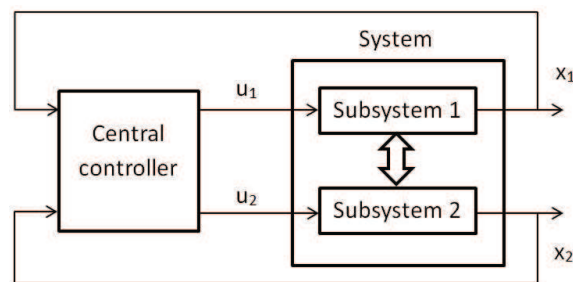 System
x₁
u₁
Subsystem 1
Central
controller
u₂
Subsystem 2
x₂